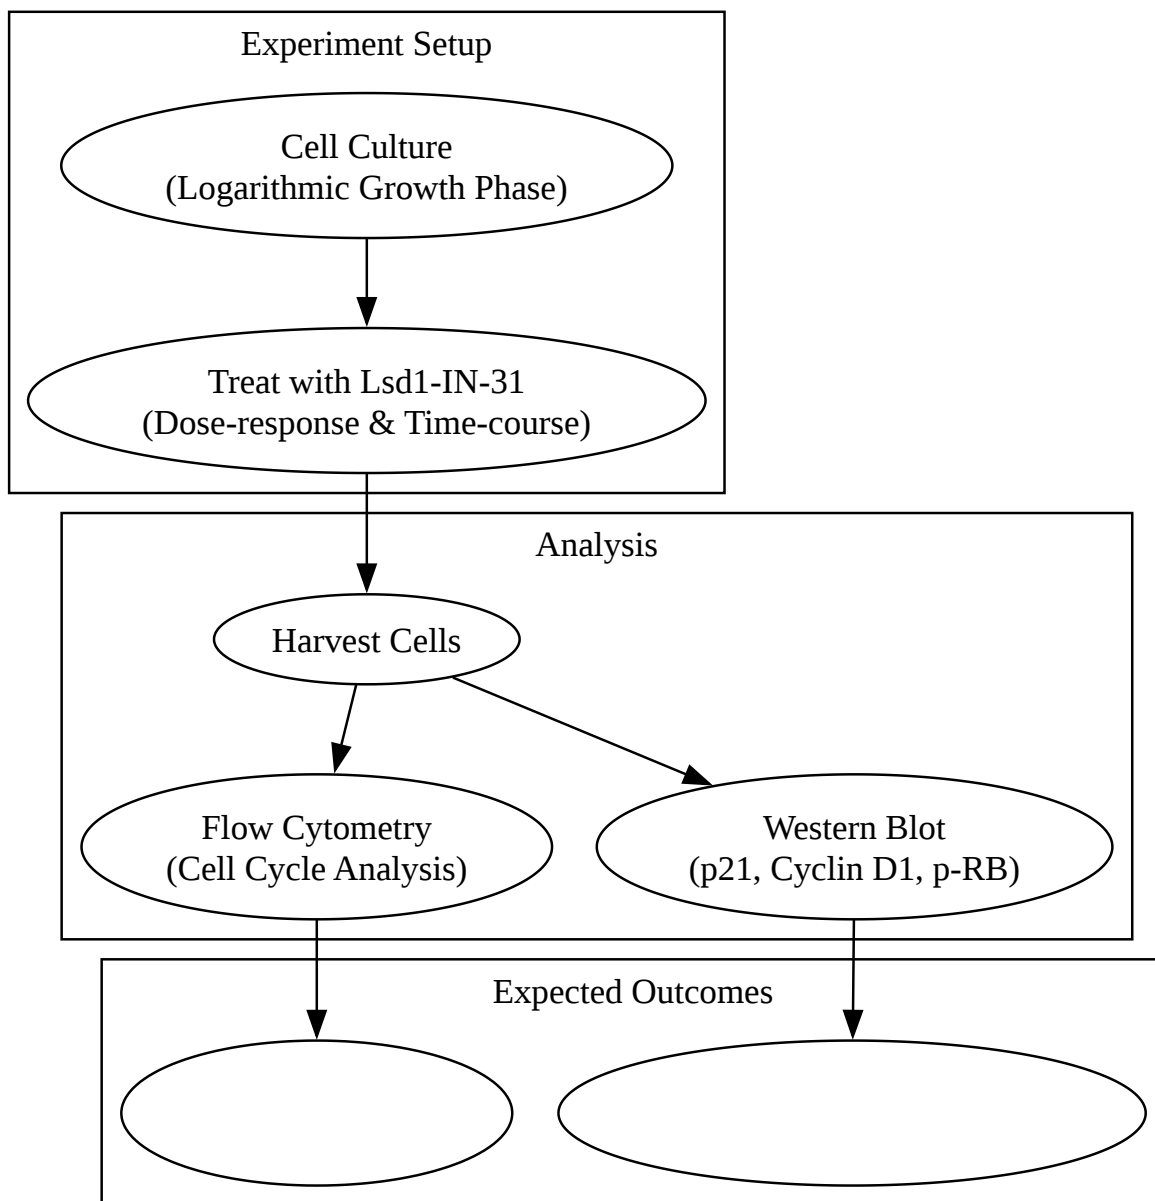 Experiment Setup
Cell Culture
(Logarithmic Growth Phase)
Treat with Lsd1-IN-31
(Dose-response & Time-course)
Analysis
Harvest Cells
Flow Cytometry
(Cell Cycle Analysis)
Western Blot
(p21, Cyclin D1, p-RB)
Expected Outcomes